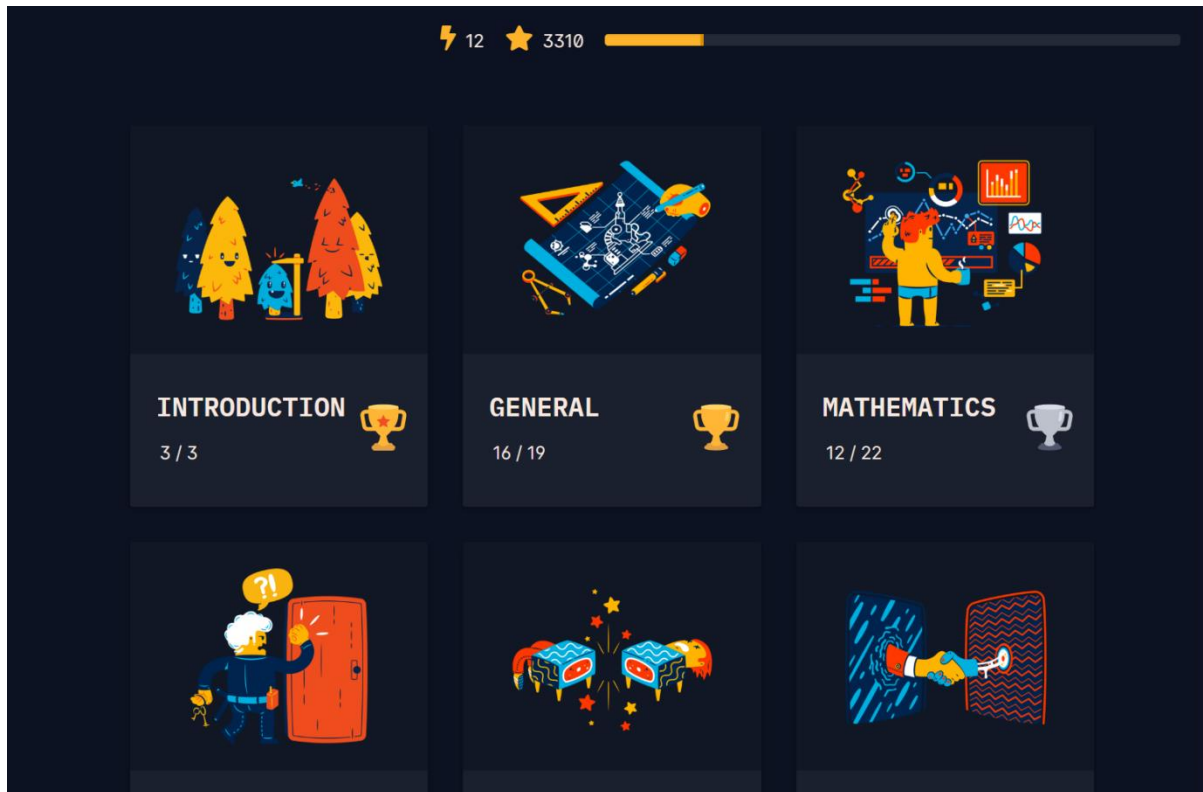 12 3310
INTRODUCTION
3 / 3
GENERAL
16 / 19
MATHEMATICS
12 / 22
?!